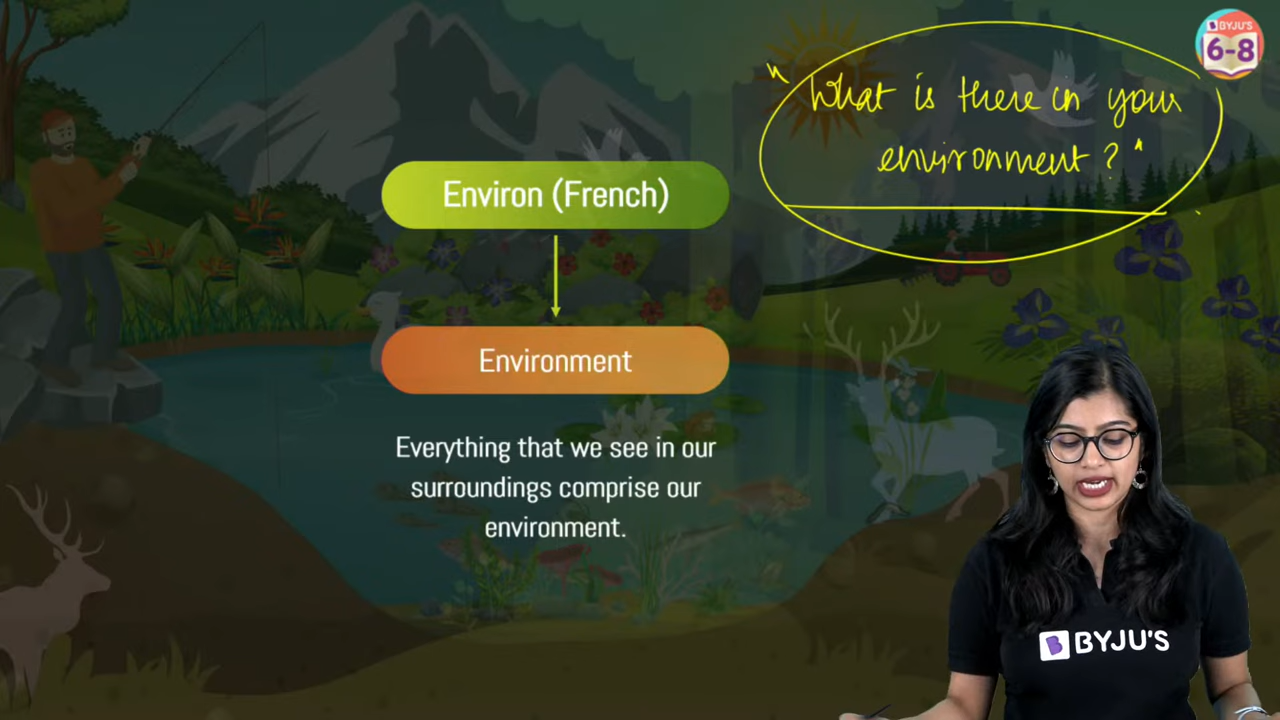 BYJU'S
6-8
"What is there in your
environment?"
Environ (French)
Environment
Everything that we see in our
surroundings comprise our
environment.
BYJU'S